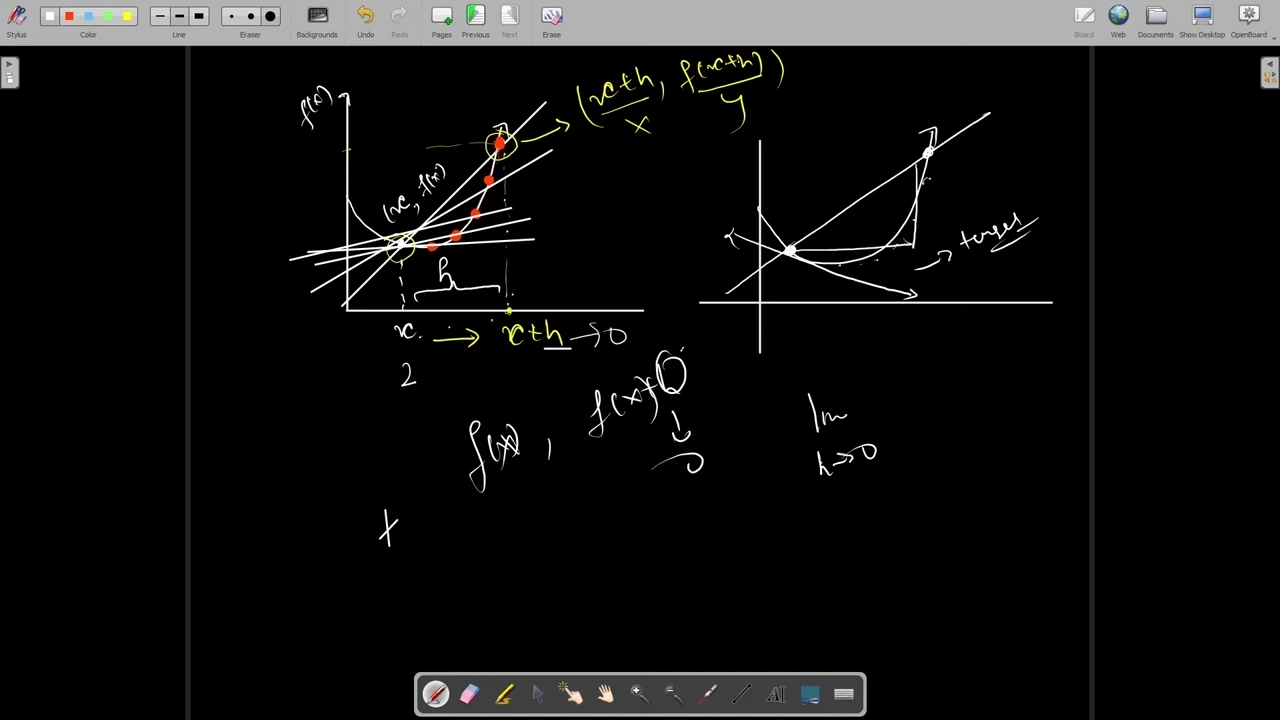 Stylus
Color
Line
Eraser
Backgrounds
Undo
Redo
Pages
Previous
Next
Erase
Board
Web
Documents
Show Desktop
OpenBoard
f(x)
(x+h, f(x+h))
x y
(x, f(x))
h
x → x+h → 0
2
f(x), f(x)+0
lim
h→0
AI